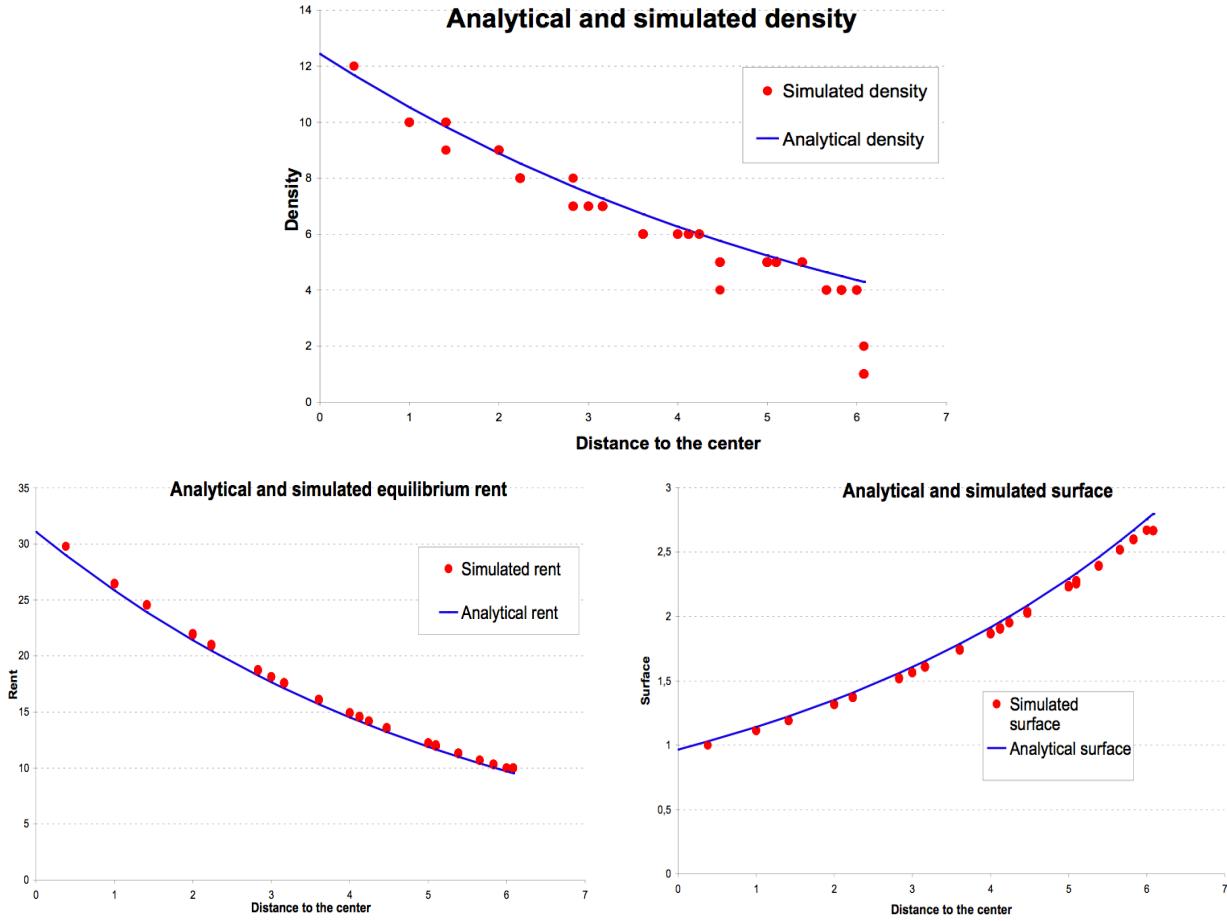 Analytical and simulated density
14
12
10
8
6
4
2
0
Density
Simulated density
Analytical density
0 1 2 3 4 5 6 7
Distance to the center
Analytical and simulated equilibrium rent
35
30
25
20
15
10
5
0
Rent
Simulated rent
Analytical rent
0 1 2 3 4 5 6 7
Distance to the center
Analytical and simulated surface
3
2,5
2
1,5
1
0,5
0
Surface
Simulated
surface
Analytical surface
0 1 2 3 4 5 6 7
Distance to the center